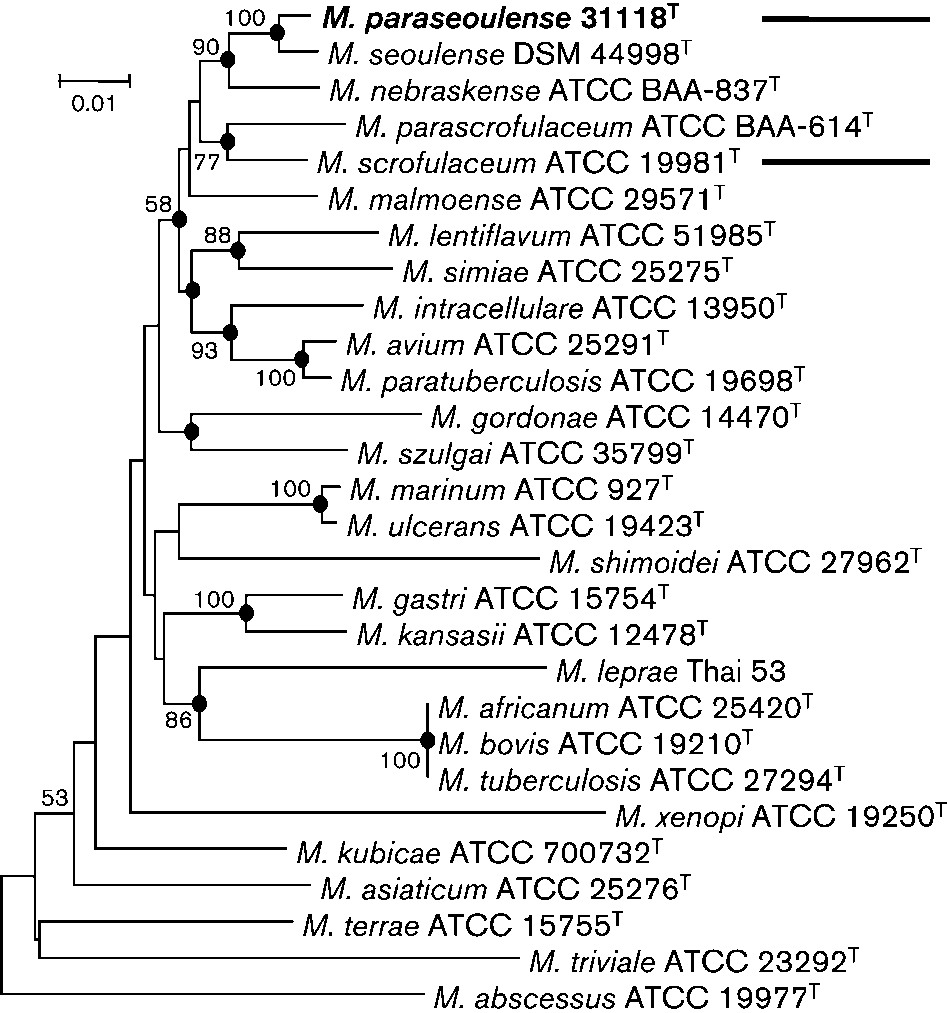 100
M. paraseoulense 31118ᵀ
90
M. seoulense DSM 44998ᵀ
0.01
M. nebraskense ATCC BAA-837ᵀ
M. parascrofulaceum ATCC BAA-614ᵀ
77
M. scrofulaceum ATCC 19981ᵀ
58
M. malmoense ATCC 29571ᵀ
88
M. lentiflavum ATCC 51985ᵀ
M. simiae ATCC 25275ᵀ
M. intracellulare ATCC 13950ᵀ
93
M. avium ATCC 25291ᵀ
100
M. paratuberculosis ATCC 19698ᵀ
M. gordonae ATCC 14470ᵀ
M. szulgai ATCC 35799ᵀ
100
M. marinum ATCC 927ᵀ
M. ulcerans ATCC 19423ᵀ
M. shimoidei ATCC 27962ᵀ
100
M. gastri ATCC 15754ᵀ
M. kansasii ATCC 12478ᵀ
M. leprae Thai 53
86
M. africanum ATCC 25420ᵀ
M. bovis ATCC 19210ᵀ
100
M. tuberculosis ATCC 27294ᵀ
53
M. xenopi ATCC 19250ᵀ
M. kubicae ATCC 700732ᵀ
M. asiaticum ATCC 25276ᵀ
M. terrae ATCC 15755ᵀ
M. triviale ATCC 23292ᵀ
M. abscessus ATCC 19977ᵀ